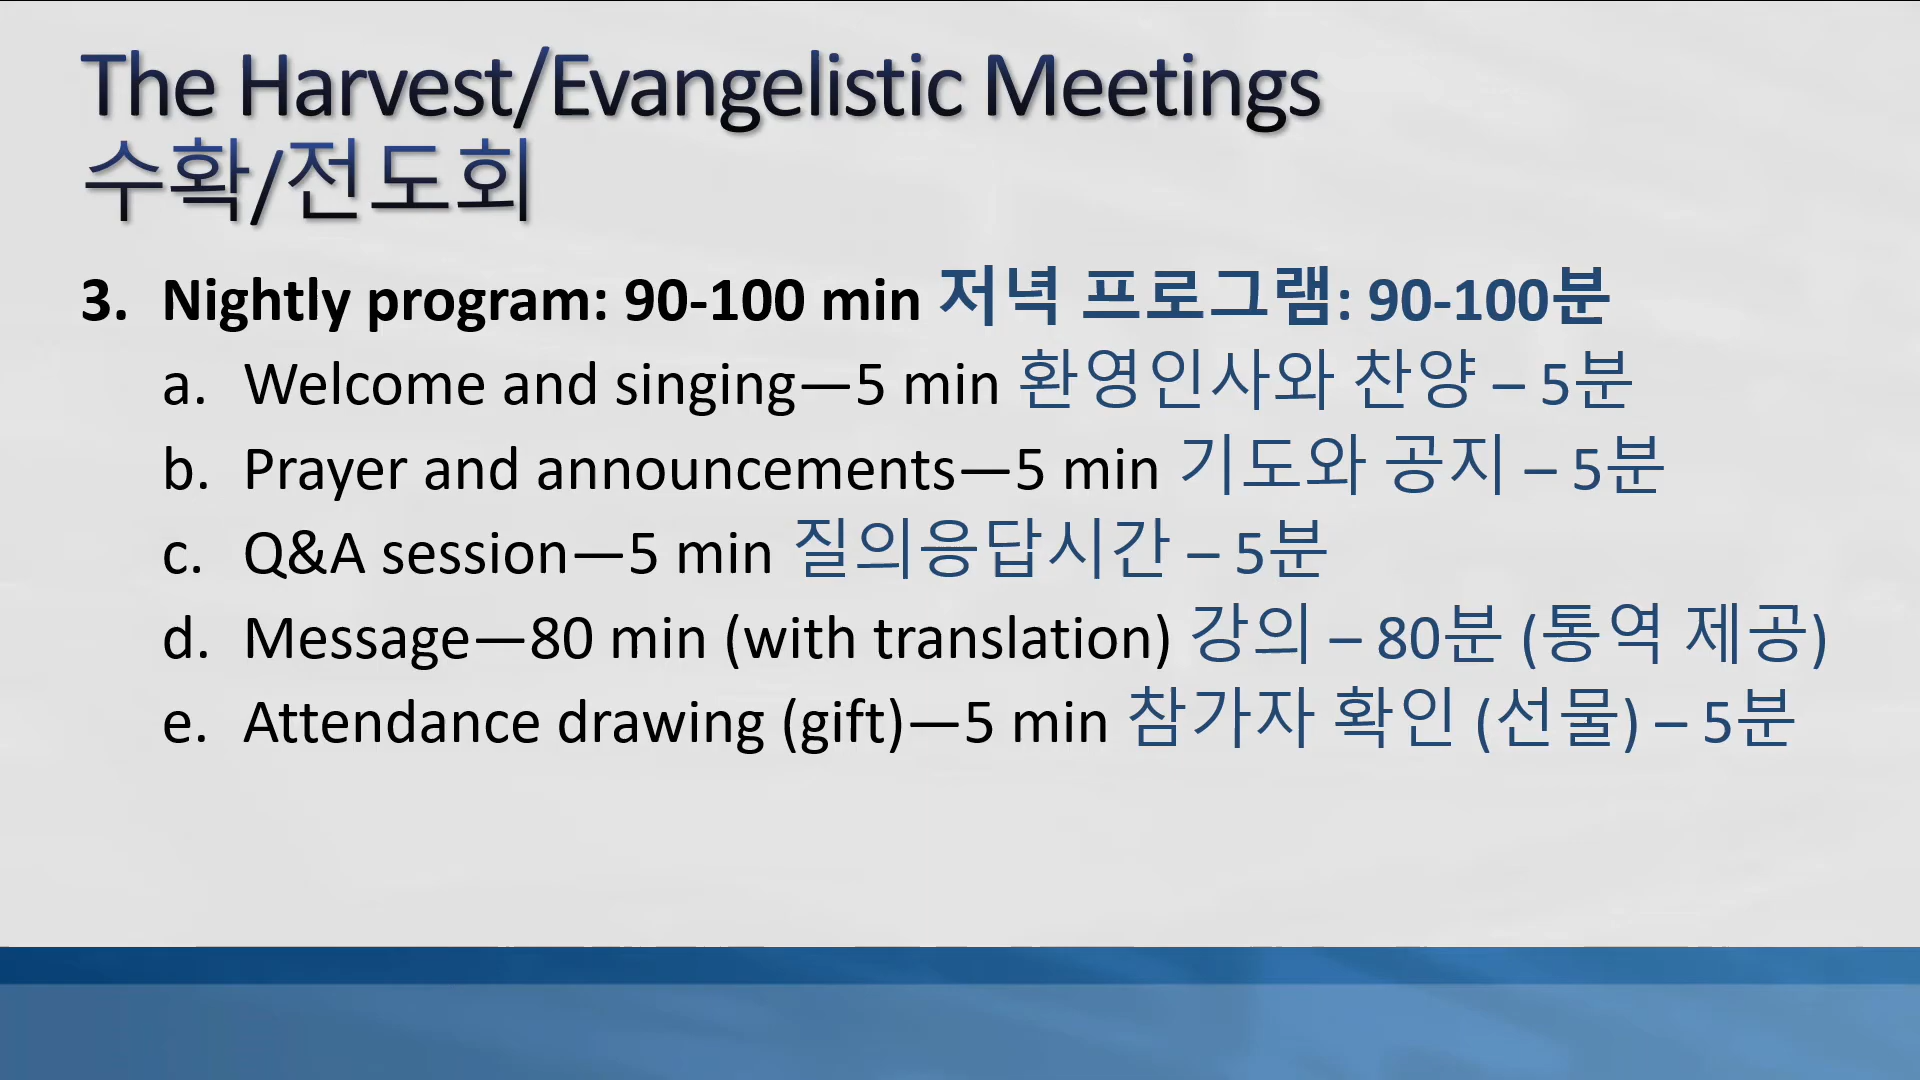 The Harvest/Evangelistic Meetings
수확/전도회
3. Nightly program: 90-100 min 저녁 프로그램: 90-100분
a. Welcome and singing—5 min 환영인사와 찬양 – 5분
b. Prayer and announcements—5 min 기도와 공지 – 5분
c. Q&A session—5 min 질의응답시간 – 5분
d. Message—80 min (with translation) 강의 – 80분 (통역 제공)
e. Attendance drawing (gift)—5 min 참가자 확인 (선물) – 5분